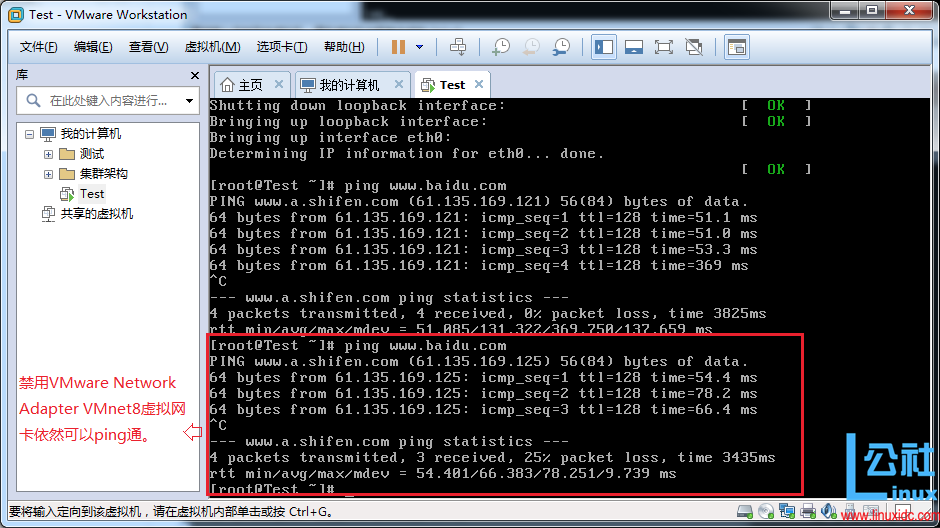 Test - VMware Workstation
文件(F) 编辑(E) 查看(V) 虚拟机(M) 选项卡(T) 帮助(H)
库
在此处键入内容进行...
我的计算机
测试
集群架构
Test
共享的虚拟机
主页 我的计算机 Test
Shutting down loopback interface: [ OK ]
Bringing up loopback interface: [ OK ]
Bringing up interface eth0:
Determining IP information for eth0... done.
[ OK ]
[root@Test ~]# ping www.baidu.com
PING www.a.shifen.com (61.135.169.121) 56(84) bytes of data.
64 bytes from 61.135.169.121: icmp_seq=1 ttl=128 time=51.1 ms
64 bytes from 61.135.169.121: icmp_seq=2 ttl=128 time=51.0 ms
64 bytes from 61.135.169.121: icmp_seq=3 ttl=128 time=53.3 ms
64 bytes from 61.135.169.121: icmp_seq=4 ttl=128 time=369 ms
^C
--- www.a.shifen.com ping statistics ---
4 packets transmitted, 4 received, 0% packet loss, time 3825ms
rtt min/avg/max/mdev = 51.085/131.322/369.750/137.659 ms
[root@Test ~]# ping www.baidu.com
PING www.a.shifen.com (61.135.169.125) 56(84) bytes of data.
64 bytes from 61.135.169.125: icmp_seq=1 ttl=128 time=54.4 ms
64 bytes from 61.135.169.125: icmp_seq=2 ttl=128 time=78.2 ms
64 bytes from 61.135.169.125: icmp_seq=3 ttl=128 time=66.4 ms
^C
--- www.a.shifen.com ping statistics ---
4 packets transmitted, 3 received, 25% packet loss, time 3435ms
rtt min/avg/max/mdev = 54.401/66.383/78.251/9.739 ms
[root@Test ~]# _
禁用VMware Network
Adapter VMnet8虚拟网
卡依然可以ping通。
要将输入定向到该虚拟机，请在虚拟机内部单击或按 Ctrl+G。
公社
Linux
www.linuxidc.com